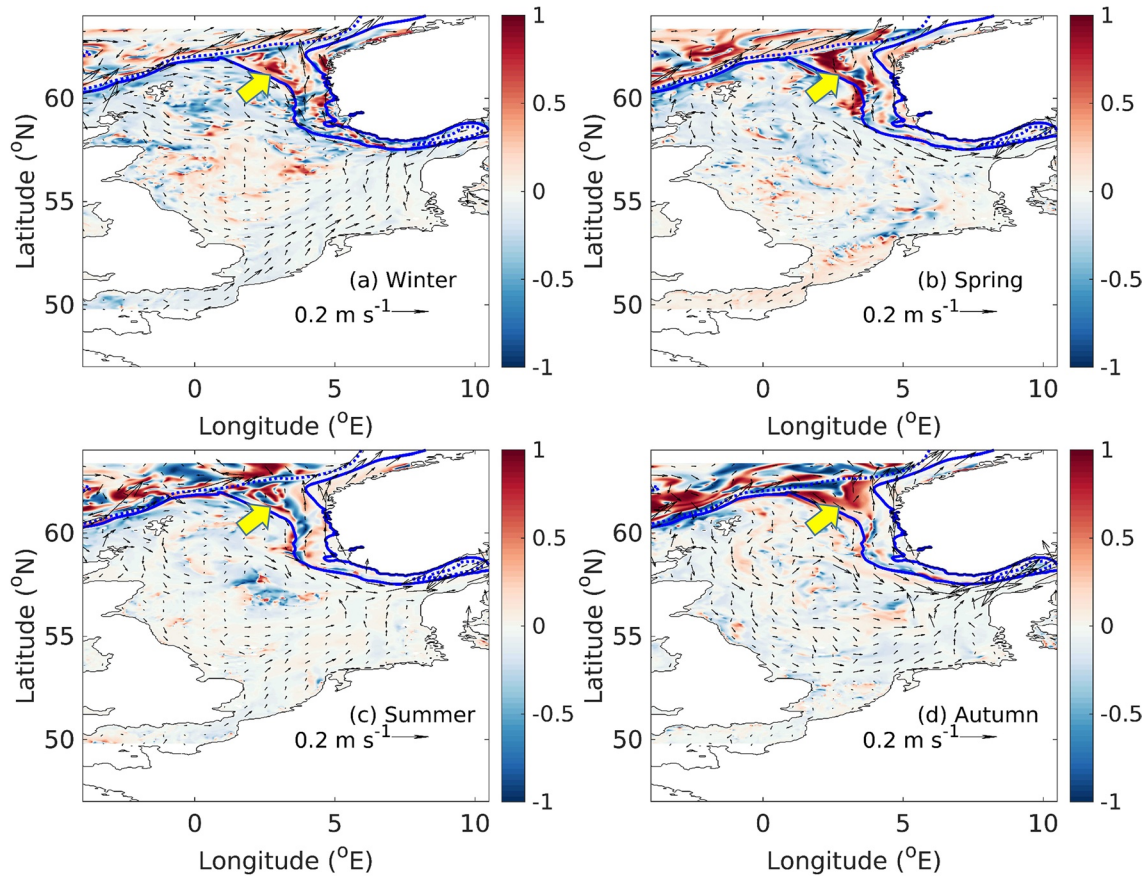 1
60
0.5
Latitude (°N)
0
55
-0.5
50
(a) Winter
0.2 m s⁻¹
-1
0 5 10
Longitude (°E)
1
60
0.5
Latitude (°N)
0
55
-0.5
50
(b) Spring
0.2 m s⁻¹
-1
0 5 10
Longitude (°E)
1
60
0.5
Latitude (°N)
0
55
-0.5
50
(c) Summer
0.2 m s⁻¹
-1
0 5 10
Longitude (°E)
1
60
0.5
Latitude (°N)
0
55
-0.5
50
(d) Autumn
0.2 m s⁻¹
-1
0 5 10
Longitude (°E)